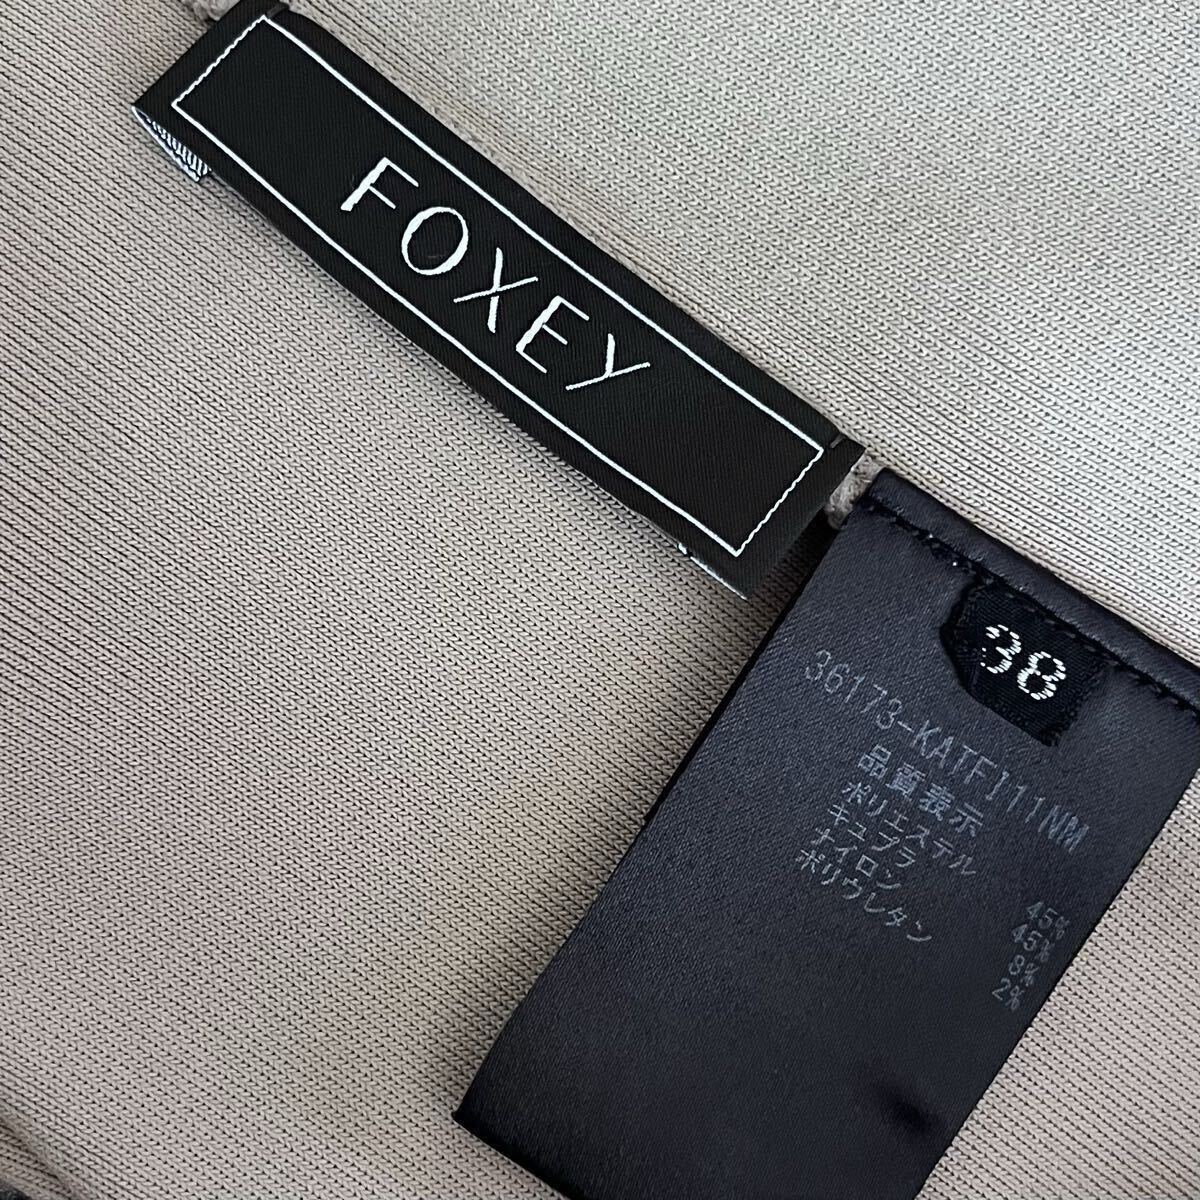 FOXEY
38
36173-KATFI11NM
品質表示
ポリエステル 45%
キュプラ 45%
ナイロン 8%
ポリウレタン 2%